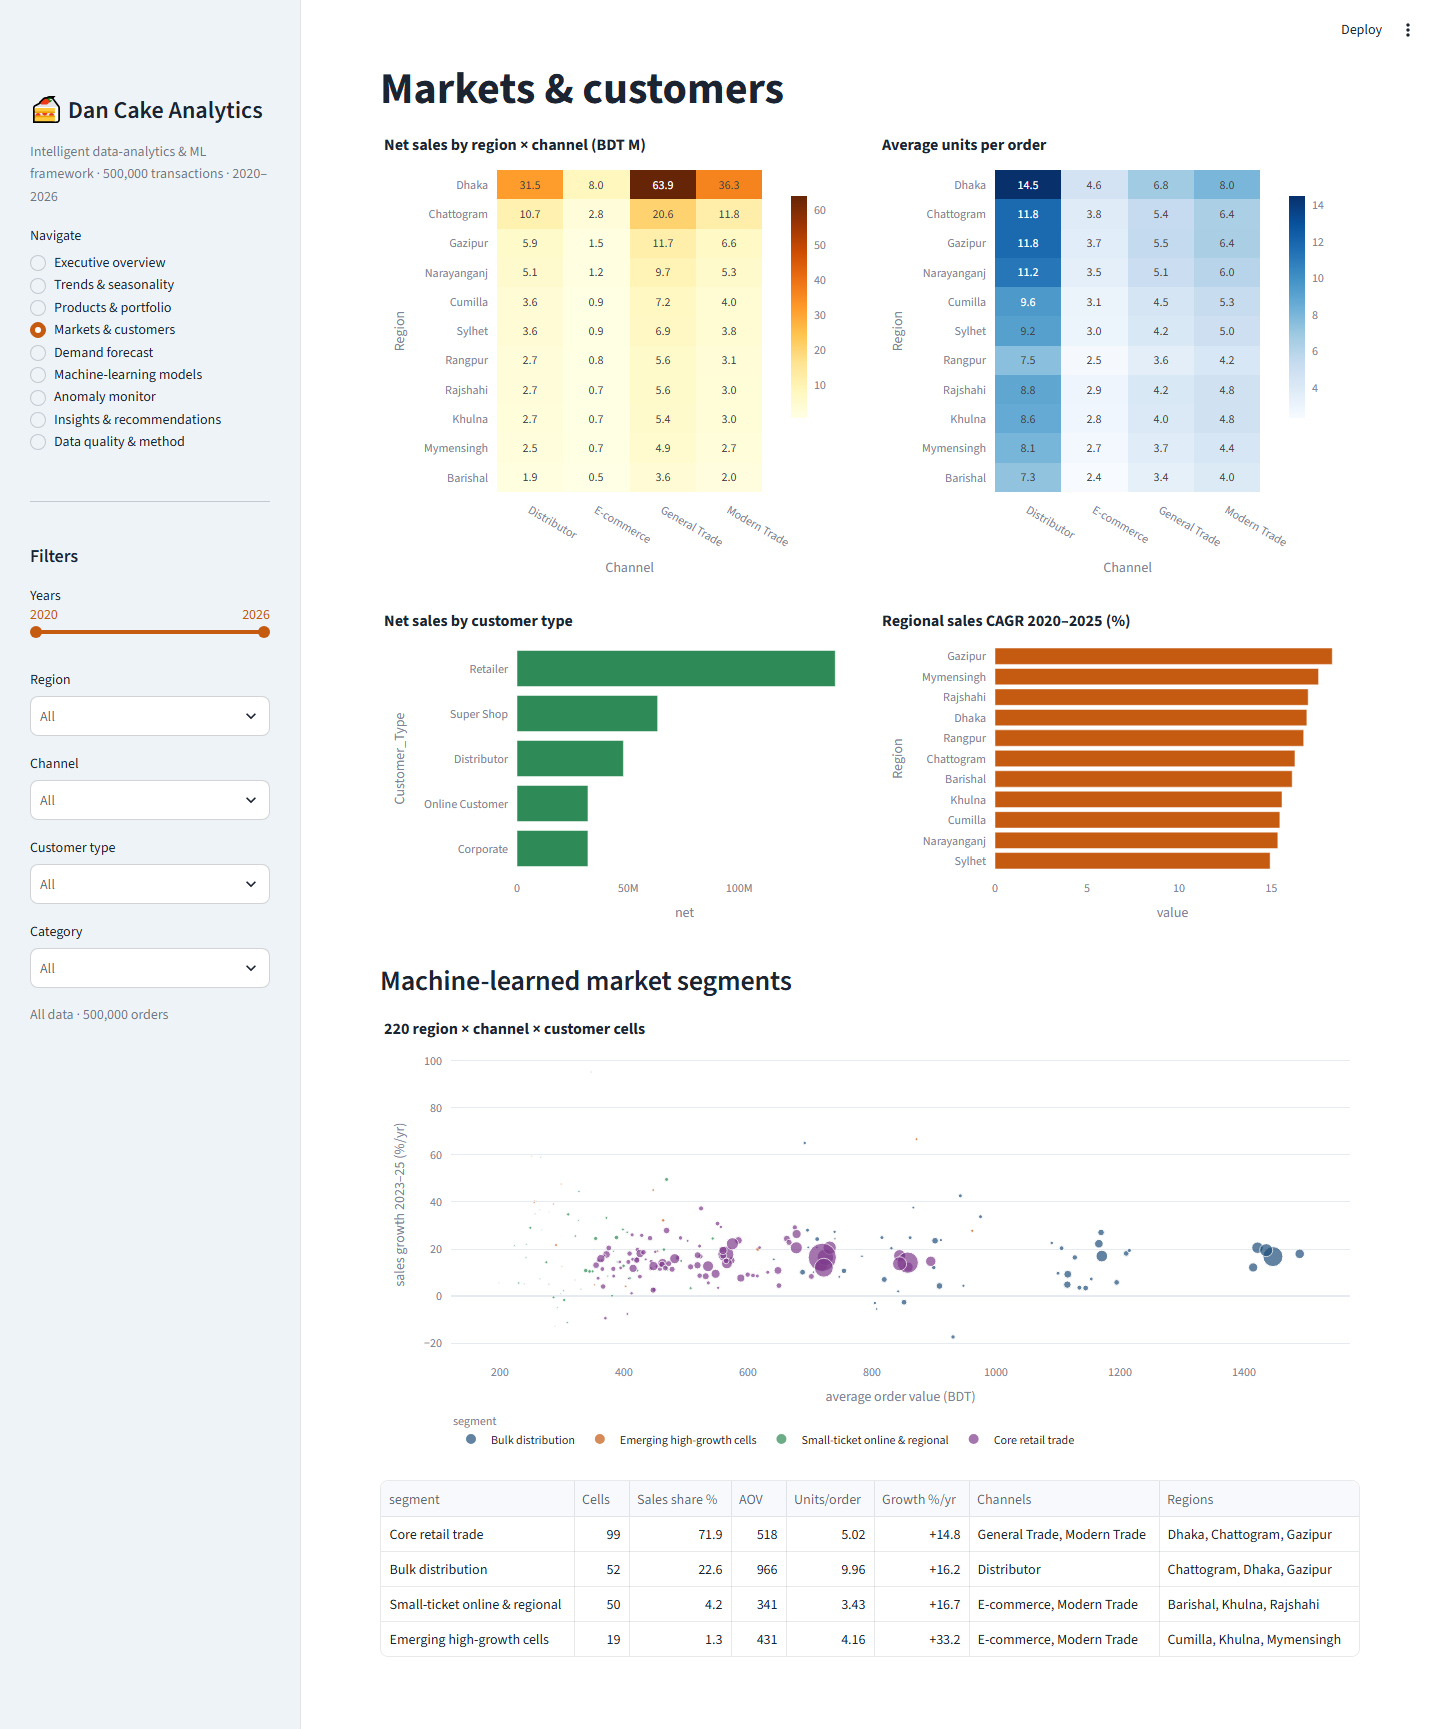 Deploy
🍰 Dan Cake Analytics
Intelligent data-analytics & ML
framework · 500,000 transactions · 2020–
2026
Navigate
Executive overview
Trends & seasonality
Products & portfolio
Markets & customers
Demand forecast
Machine-learning models
Anomaly monitor
Insights & recommendations
Data quality & method
Filters
Years
2020 2026
Region
All
Channel
All
Customer type
All
Category
All
All data · 500,000 orders
Markets & customers
Net sales by region × channel (BDT M)
Region
Dhaka 31.5 8.0 63.9 36.3
Chattogram 10.7 2.8 20.6 11.8
Gazipur 5.9 1.5 11.7 6.6
Narayanganj 5.1 1.2 9.7 5.3
Cumilla 3.6 0.9 7.2 4.0
Sylhet 3.6 0.9 6.9 3.8
Rangpur 2.7 0.8 5.6 3.1
Rajshahi 2.7 0.7 5.6 3.0
Khulna 2.7 0.7 5.4 3.0
Mymensingh 2.5 0.7 4.9 2.7
Barishal 1.9 0.5 3.6 2.0
Distributor E-commerce General Trade Modern Trade
Channel
60
50
40
30
20
10
Average units per order
Region
Dhaka 14.5 4.6 6.8 8.0
Chattogram 11.8 3.8 5.4 6.4
Gazipur 11.8 3.7 5.5 6.4
Narayanganj 11.2 3.5 5.1 6.0
Cumilla 9.6 3.1 4.5 5.3
Sylhet 9.2 3.0 4.2 5.0
Rangpur 7.5 2.5 3.6 4.2
Rajshahi 8.8 2.9 4.2 4.8
Khulna 8.6 2.8 4.0 4.8
Mymensingh 8.1 2.7 3.7 4.4
Barishal 7.3 2.4 3.4 4.0
Distributor E-commerce General Trade Modern Trade
Channel
14
12
10
8
6
4
Net sales by customer type
Customer_Type
Retailer
Super Shop
Distributor
Online Customer
Corporate
0 50M 100M
net
Regional sales CAGR 2020–2025 (%)
Region
Gazipur
Mymensingh
Rajshahi
Dhaka
Rangpur
Chattogram
Barishal
Khulna
Cumilla
Narayanganj
Sylhet
0 5 10 15
value
Machine-learned market segments
220 region × channel × customer cells
sales growth 2023–25 (%/yr)
100
80
60
40
20
0
−20
200 400 600 800 1000 1200 1400
average order value (BDT)
segment
Bulk distribution Emerging high-growth cells Small-ticket online & regional Core retail trade
segment Cells Sales share % AOV Units/order Growth %/yr Channels Regions
Core retail trade 99 71.9 518 5.02 +14.8 General Trade, Modern Trade Dhaka, Chattogram, Gazipur
Bulk distribution 52 22.6 966 9.96 +16.2 Distributor Chattogram, Dhaka, Gazipur
Small-ticket online & regional 50 4.2 341 3.43 +16.7 E-commerce, Modern Trade Barishal, Khulna, Rajshahi
Emerging high-growth cells 19 1.3 431 4.16 +33.2 E-commerce, Modern Trade Cumilla, Khulna, Mymensingh